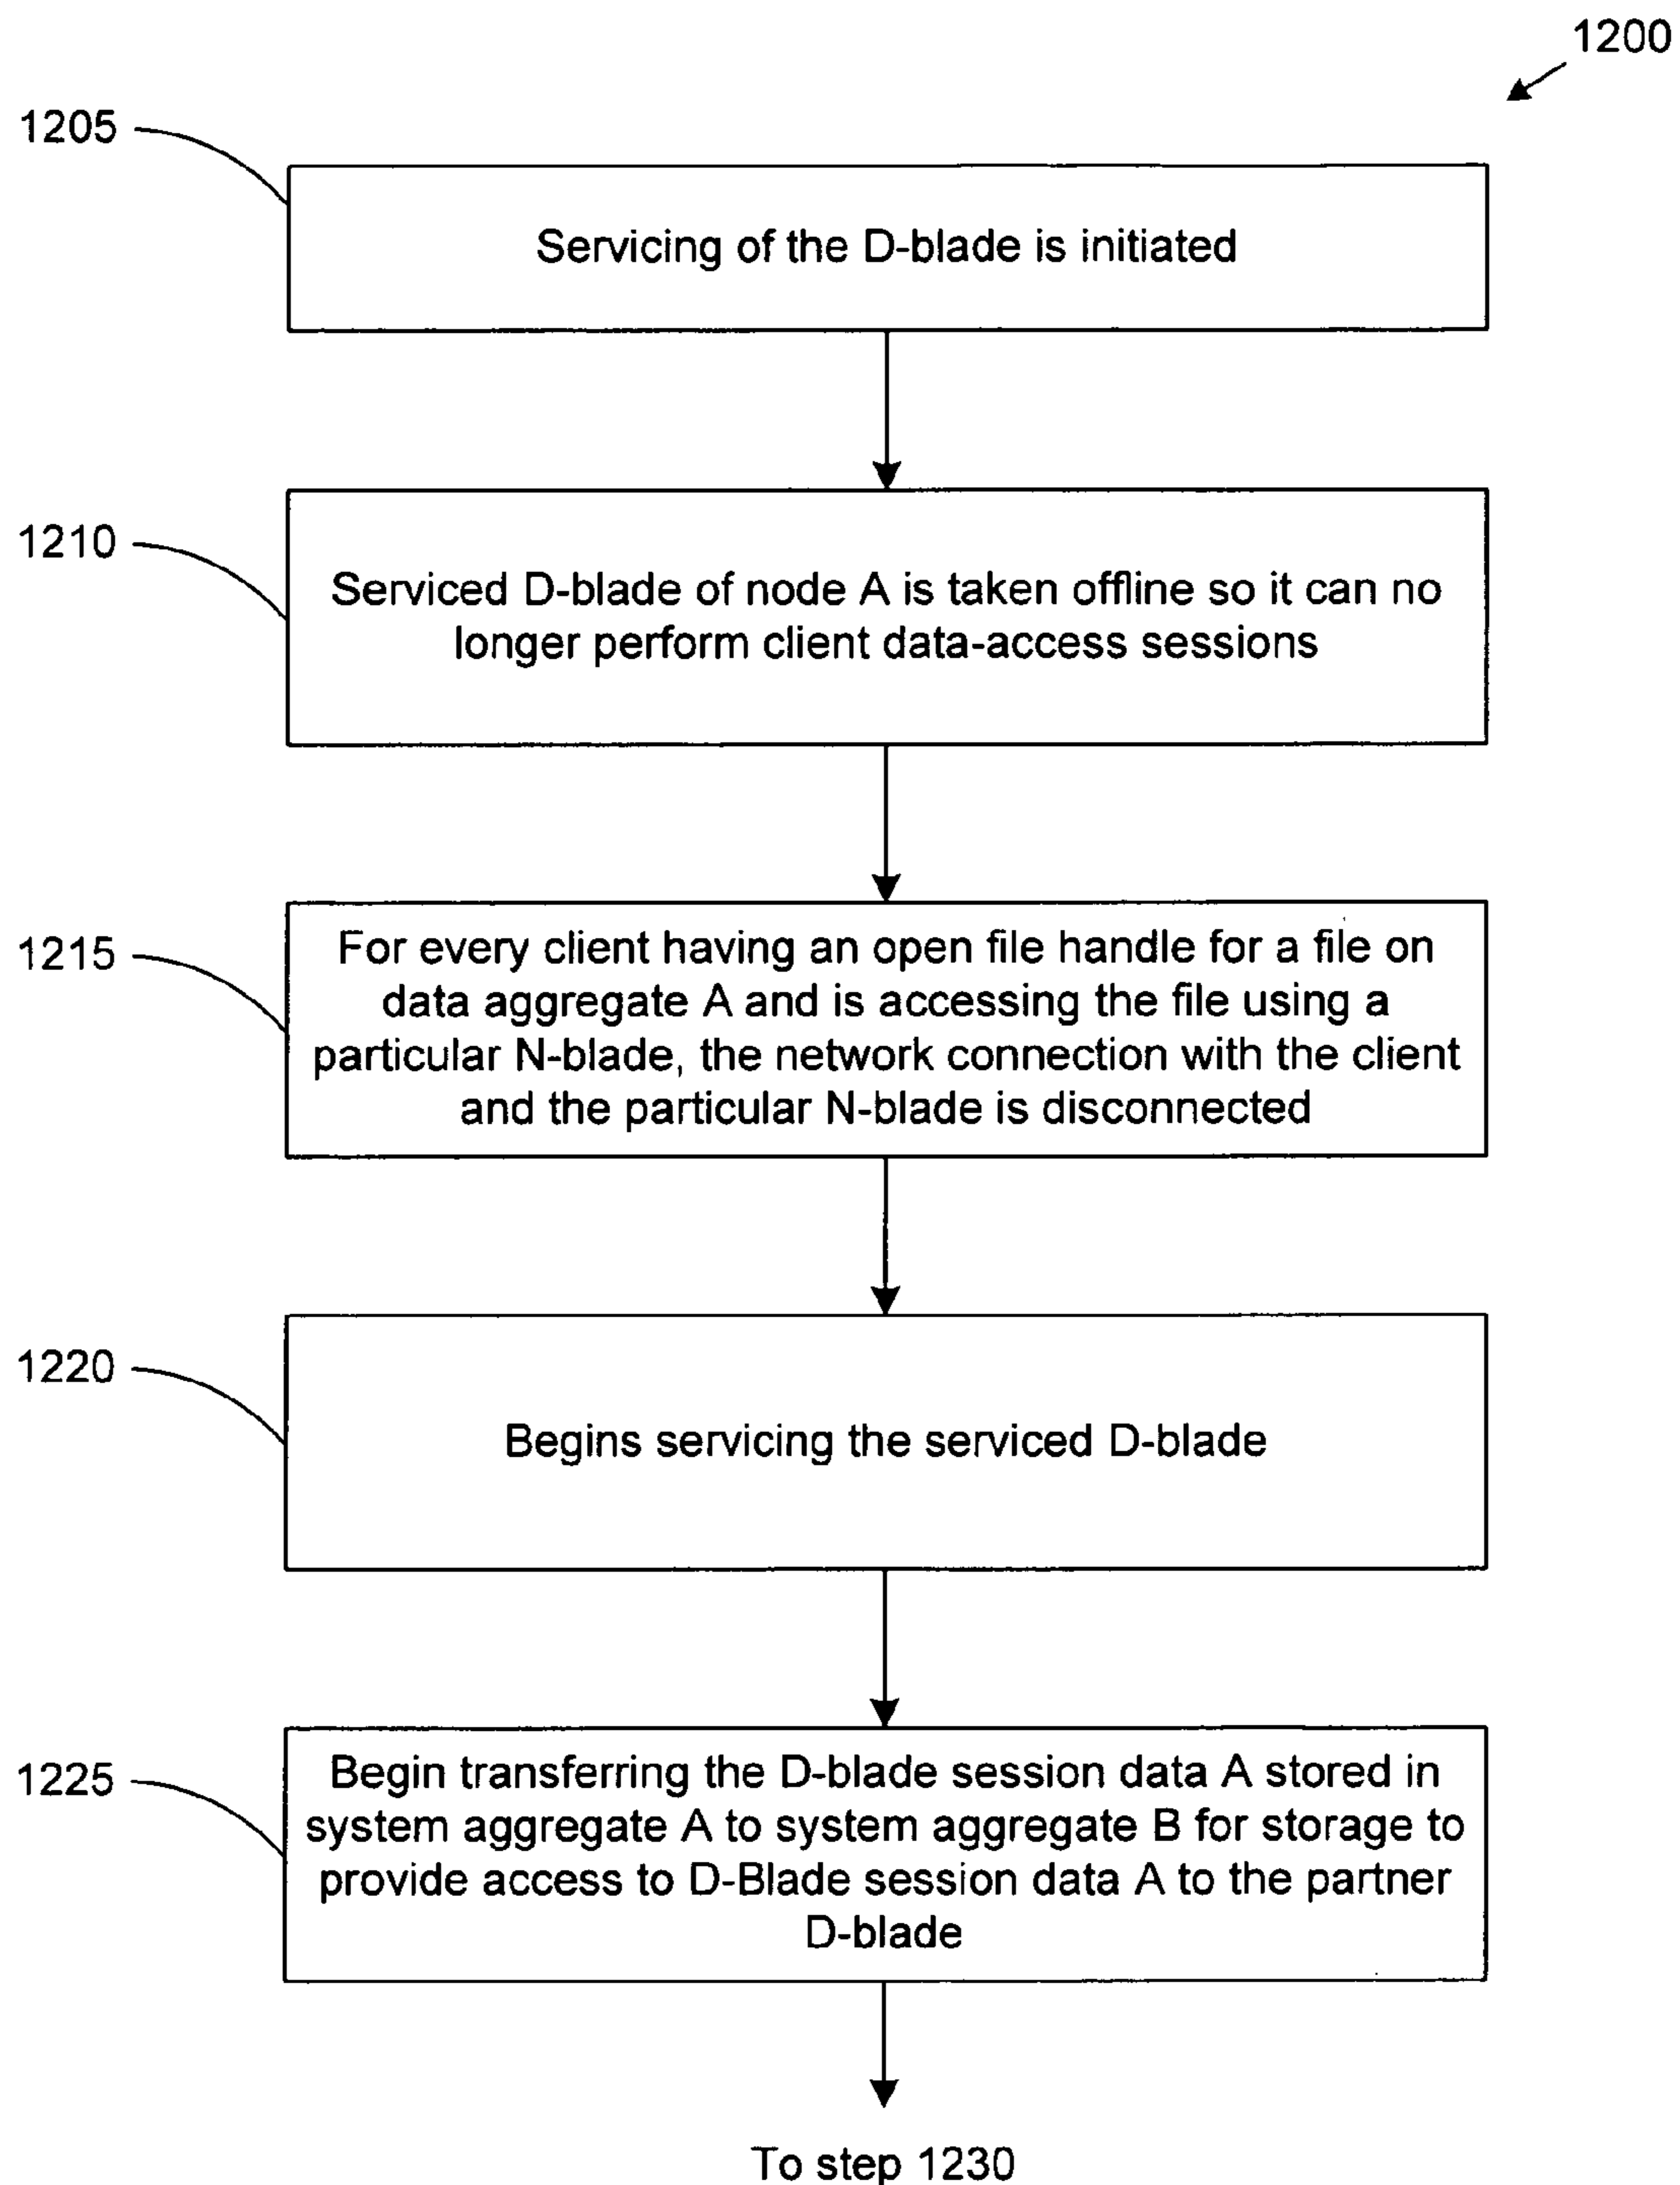 1200
1205
Servicing of the D-blade is initiated
1210
Serviced D-blade of node A is taken offline so it can no
longer perform client data-access sessions
1215
For every client having an open file handle for a file on
data aggregate A and is accessing the file using a
particular N-blade, the network connection with the client
and the particular N-blade is disconnected
1220
Begins servicing the serviced D-blade
1225
Begin transferring the D-blade session data A stored in
system aggregate A to system aggregate B for storage to
provide access to D-Blade session data A to the partner
D-blade
To step 1230